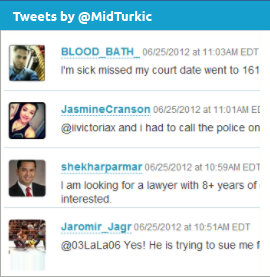 Tweets by @MidTurkic
BLOOD_BATH_ 06/25/2012 at 11:03AM EDT
I'm sick missed my court date went to 161
JasmineCranson 06/25/2012 at 11:01AM ED
@iivictoriax and i had to call the police on
shekharparmar 06/25/2012 at 10:59AM EDT
I am looking for a lawyer with 8+ years of
interested.
Jaromir_Jagr 06/25/2012 at 10:51AM EDT
@03LaLa06 Yes! He is trying to sue me f